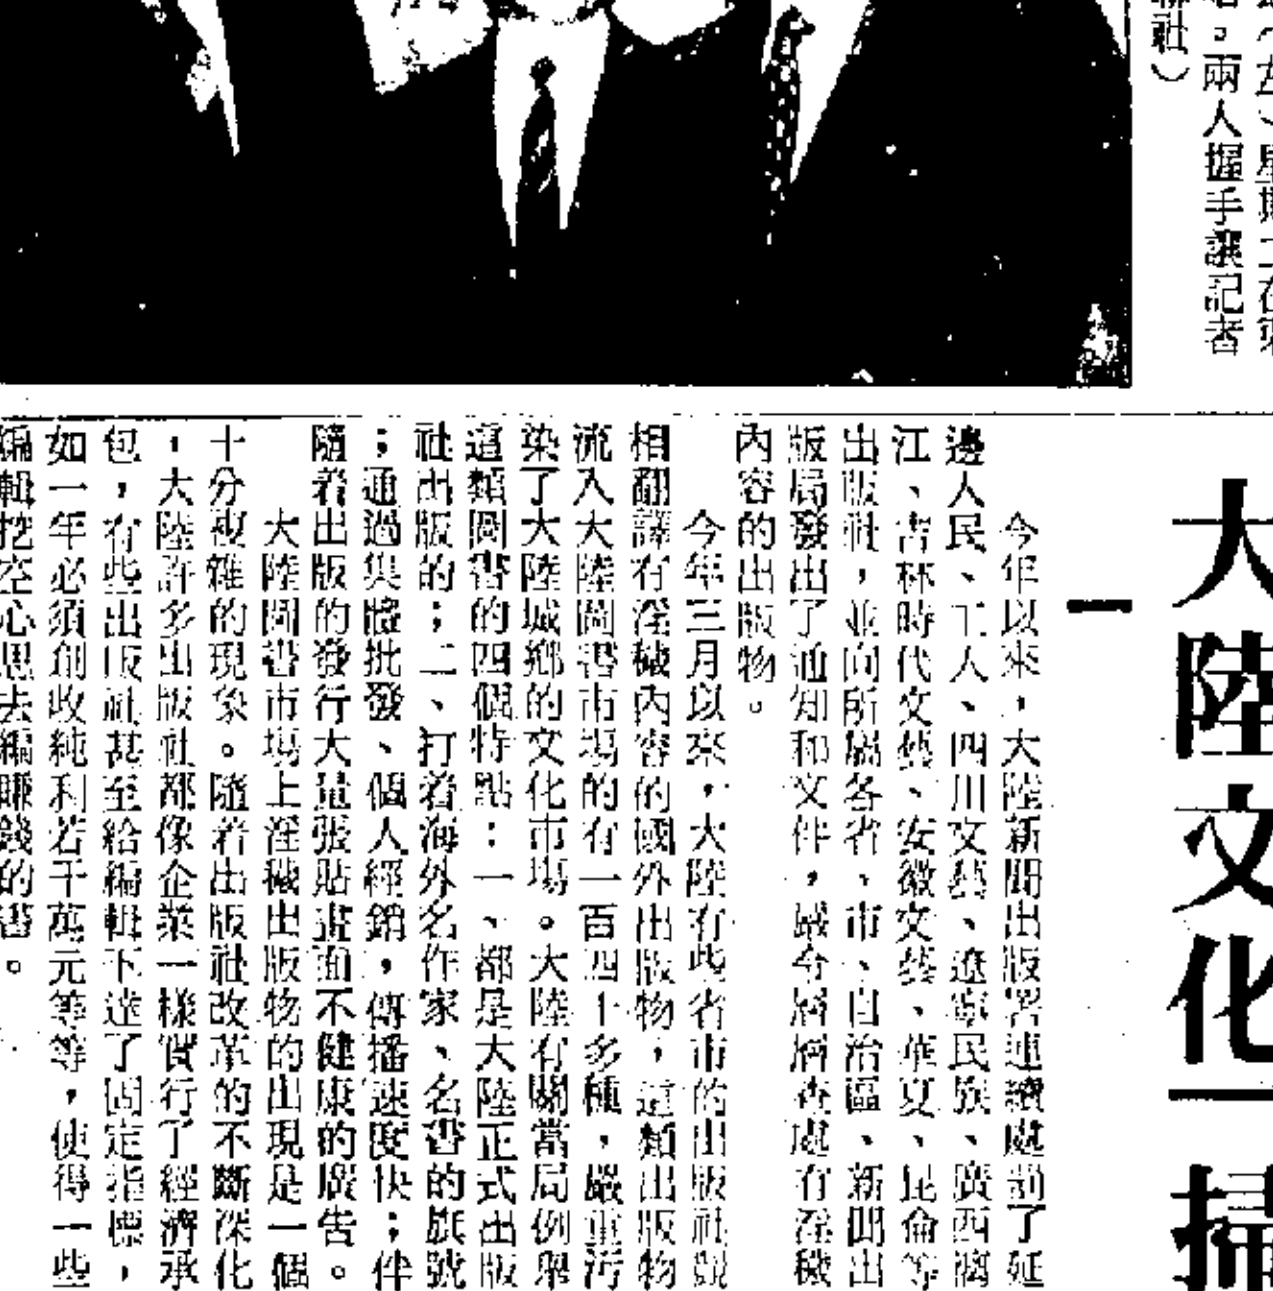 。兩人握手讓記者
聯社）
大陸文化一掃
今年以來，大陸新聞出版署連續處罰了延
邊人民、工人、四川文藝、遼寧民族、廣西漓
江、吉林時代文藝、安徽文藝、華夏、昆侖等
出版社，並向所屬各省、市、自治區、新聞出
版局發出了通知和文件，嚴令層層查處有淫穢
內容的出版物。
今年三月以來，大陸有些省市的出版社競
相翻譯有淫穢內容的國外出版物，這類出版物
流入大陸圖書市場的有一百四十多種，嚴重污
染了大陸城鄉的文化市場。大陸有關當局例舉
這類圖書的四個特點：一、都是大陸正式出版
社出版的；二、打着海外名作家、名書的旗號
；通過集體批發、個人經銷，傳播速度快；伴
隨着出版的發行大量張貼畫面不健康的廣告。
大陸圖書市場上淫穢出版物的出現是一個
十分複雜的現象。隨着出版社改革的不斷深化
，大陸許多出版社都像企業一樣實行了經濟承
包，有些出版社甚至給編輯下達了固定指標，
如一年必須創收純利若干萬元等等，使得一些
編輯挖空心思去編賺錢的書。